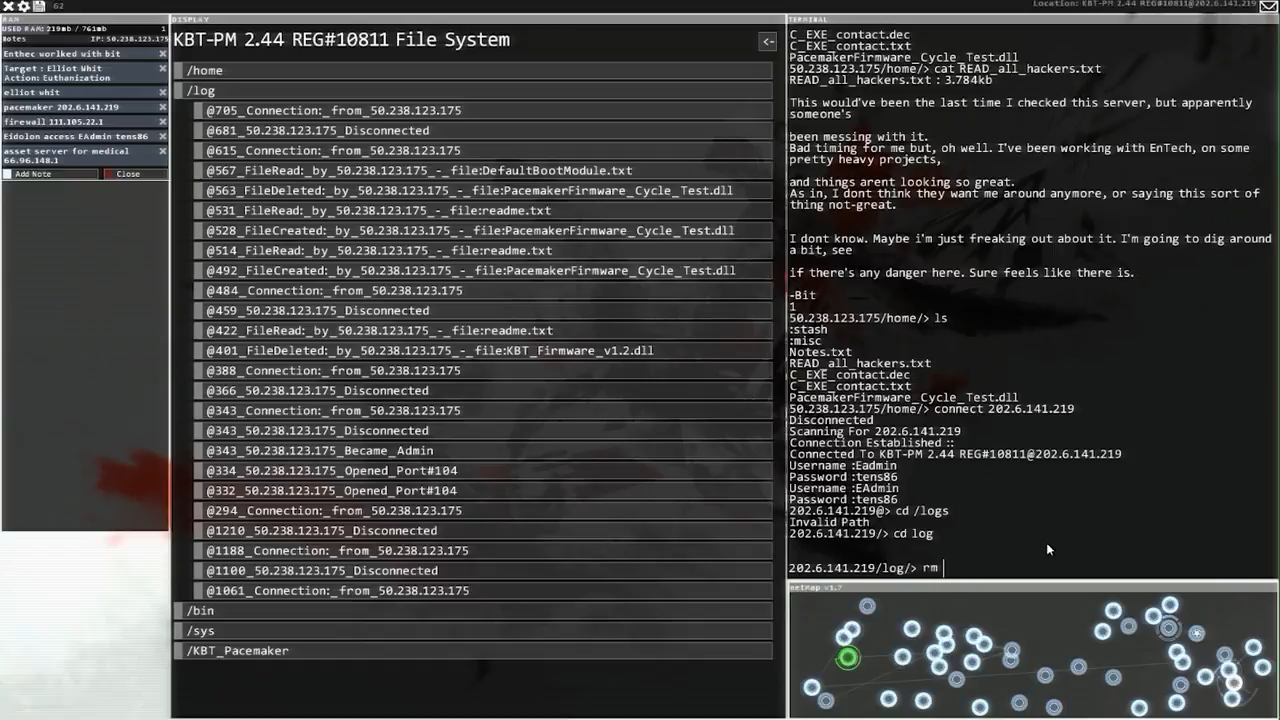 62
Location: KBT-PM 2.44 REG#10811@202.6.141.219
RAM
USED RAM: 219mb / 761mb
1
Notes
IP: 50.238.123.175
Enthec worlked with bit
X
Target : Elliot Whit
X
Action: Euthanization
elliot whit
X
pacemaker 202.6.141.219
X
firewall 111.105.22.1
X
Eidolon access EAdmin tens86
X
asset server for medical
X
66.96.148.1
Add Note
Close
DISPLAY
KBT-PM 2.44 REG#10811 File System
<-
/home
/log
@705_Connection:_from_50.238.123.175
@681_50.238.123.175_Disconnected
@615_Connection:_from_50.238.123.175
@567_FileRead:_by_50.238.123.175_-_file:DefaultBootModule.txt
@563_FileDeleted:_by_50.238.123.175_-_file:PacemakerFirmware_Cycle_Test.dll
@531_FileRead:_by_50.238.123.175_-_file:readme.txt
@528_FileCreated:_by_50.238.123.175_-_file:PacemakerFirmware_Cycle_Test.dll
@514_FileRead:_by_50.238.123.175_-_file:readme.txt
@492_FileCreated:_by_50.238.123.175_-_file:PacemakerFirmware_Cycle_Test.dll
@484_Connection:_from_50.238.123.175
@459_50.238.123.175_Disconnected
@422_FileRead:_by_50.238.123.175_-_file:readme.txt
@401_FileDeleted:_by_50.238.123.175_-_file:KBT_Firmware_v1.2.dll
@388_Connection:_from_50.238.123.175
@366_50.238.123.175_Disconnected
@343_Connection:_from_50.238.123.175
@343_50.238.123.175_Disconnected
@343_50.238.123.175_Became_Admin
@334_50.238.123.175_Opened_Port#104
@332_50.238.123.175_Opened_Port#104
@294_Connection:_from_50.238.123.175
@1210_50.238.123.175_Disconnected
@1188_Connection:_from_50.238.123.175
@1100_50.238.123.175_Disconnected
@1061_Connection:_from_50.238.123.175
/bin
/sys
/KBT_Pacemaker
TERMINAL
C_EXE_contact.dec
C_EXE_contact.txt
PacemakerFirmware_Cycle_Test.dll
50.238.123.175/home/> cat READ_all_hackers.txt
READ_all_hackers.txt : 3.784kb
This would've been the last time I checked this server, but apparently
someone's
been messing with it.
Bad timing for me but, oh well. I've been working with EnTech, on some
pretty heavy projects,
and things arent looking so great.
As in, I dont think they want me around anymore, or saying this sort of
thing not-great.
I dont know. Maybe i'm just freaking out about it. I'm going to dig around
a bit, see
if there's any danger here. Sure feels like there is.
-Bit
1
50.238.123.175/home/> ls
:stash
:misc
Notes.txt
READ_all_hackers.txt
C_EXE_contact.dec
C_EXE_contact.txt
PacemakerFirmware_Cycle_Test.dll
50.238.123.175/home/> connect 202.6.141.219
Disconnected
Scanning For 202.6.141.219
Connection Established ::
Connected To KBT-PM 2.44 REG#10811@202.6.141.219
Username :Eadmin
Password :tens86
Username :EAdmin
Password :tens86
202.6.141.219@> cd /logs
Invalid Path
202.6.141.219/> cd log
202.6.141.219/log/> rm
netMap v1.7